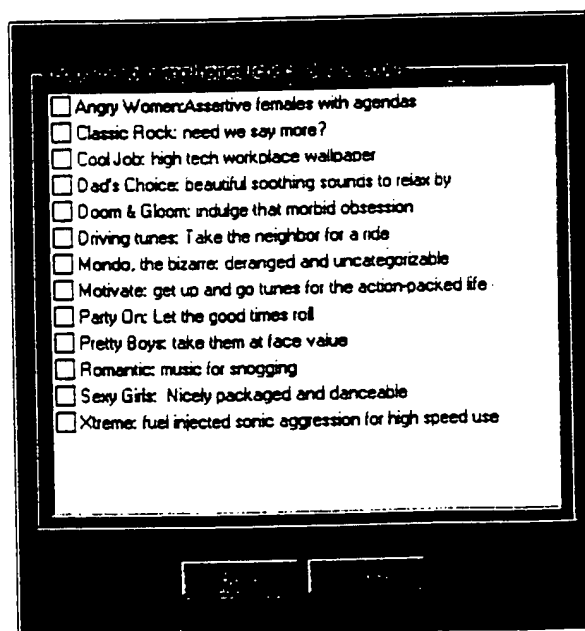 Angry Women:Assertive females with agendas
Classic Rock: need we say more?
Cool Job: high tech workplace wallpaper
Dad's Choice: beautiful soothing sounds to relax by
Doom & Gloom: indulge that morbid obsession
Driving tunes: Take the neighbor for a ride
Mondo, the bizarre: deranged and uncategorizable
Motivate: get up and go tunes for the action-packed life
Party On: Let the good times roll
Pretty Boys: take them at face value
Romantic: music for snogging
Sexy Girls: Nicely packaged and danceable
Xtreme: fuel injected sonic aggression for high speed use